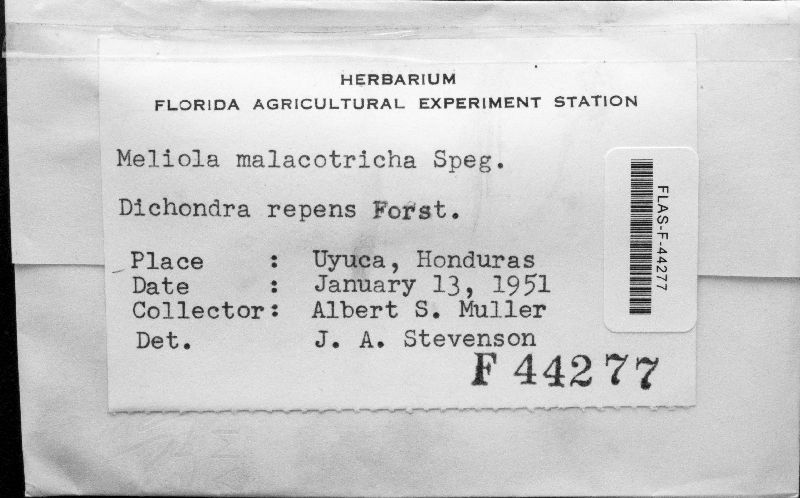 HERBARIUM
FLORIDA AGRICULTURAL EXPERIMENT STATION
Meliola malacotricha Speg.
Dichondra repens Forst.
Place : Uyuca, Honduras
Date : January 13, 1951
Collector: Albert S. Muller
Det. J. A. Stevenson
F 44277
FLAS-F-44277